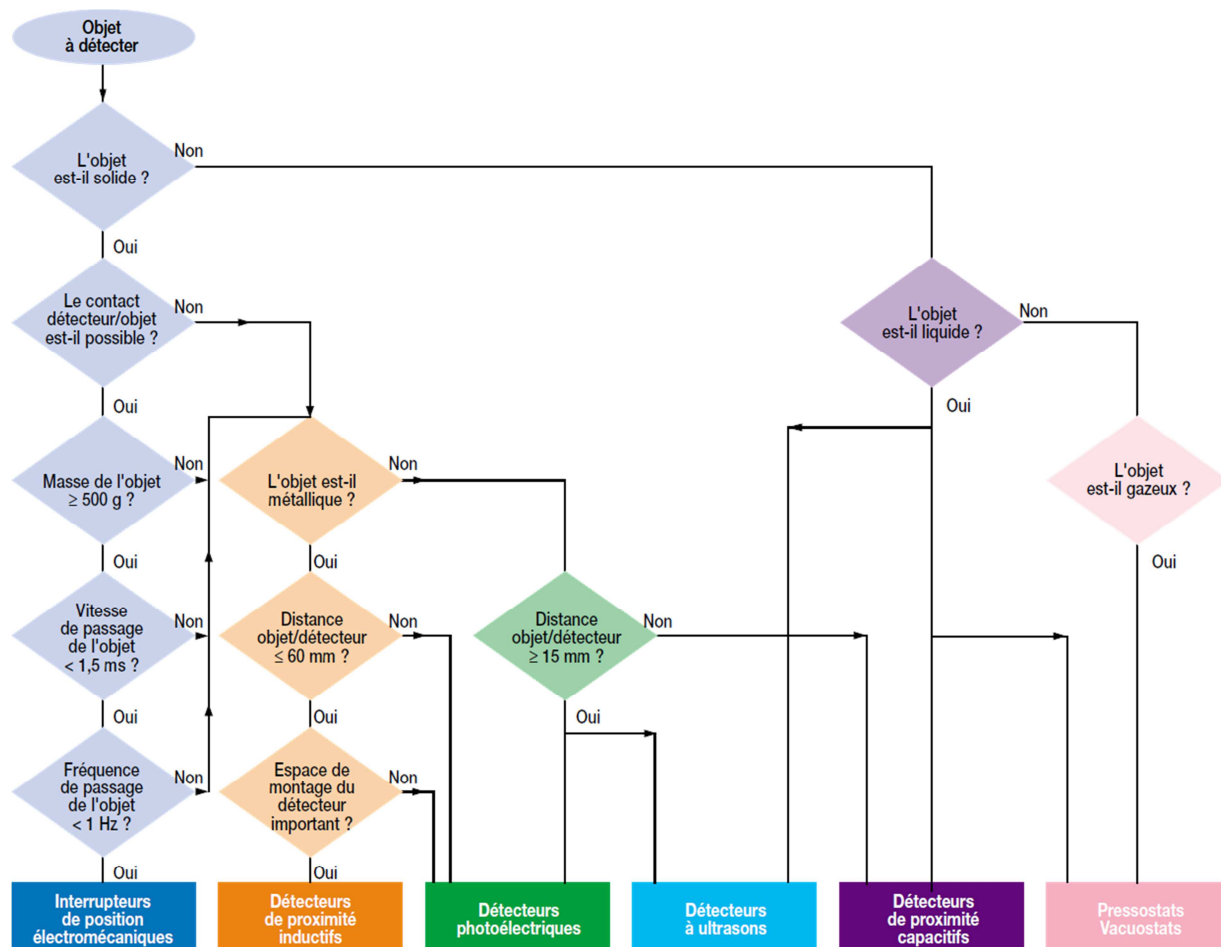 Objet
à détecter
L'objet
est-il solide ?
Non
Oui
Le contact
détecteur/objet
est-il possible ?
Non
Oui
L'objet
est-il liquide ?
Non
Oui
Masse de l'objet
≥ 500 g ?
Non
Oui
L'objet est-il
métallique ?
Non
Oui
L'objet
est-il gazeux ?
Oui
Vitesse
de passage
de l'objet
< 1,5 ms ?
Non
Oui
Distance
objet/détecteur
≤ 60 mm ?
Non
Oui
Distance
objet/détecteur
≥ 15 mm ?
Non
Oui
Fréquence
de passage
de l'objet
< 1 Hz ?
Non
Oui
Espace de
montage du
détecteur
important ?
Non
Oui
Interrupteurs
de position
électromécaniques
Détecteurs
de proximité
inductifs
Détecteurs
photoélectriques
Détecteurs
à ultrasons
Détecteurs
de proximité
capacitifs
Pressostats
Vacuostats